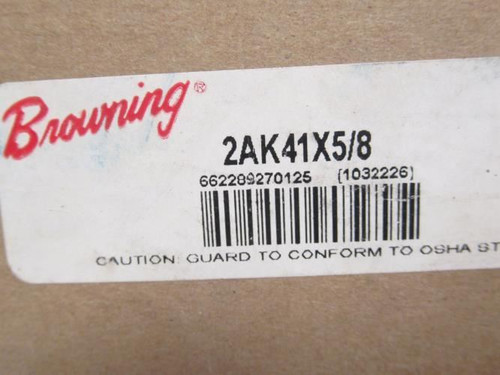 Browning®
2AK41X5/8
662289270125 (1032226)
CAUTION: GUARD TO CONFORM TO OSHA ST